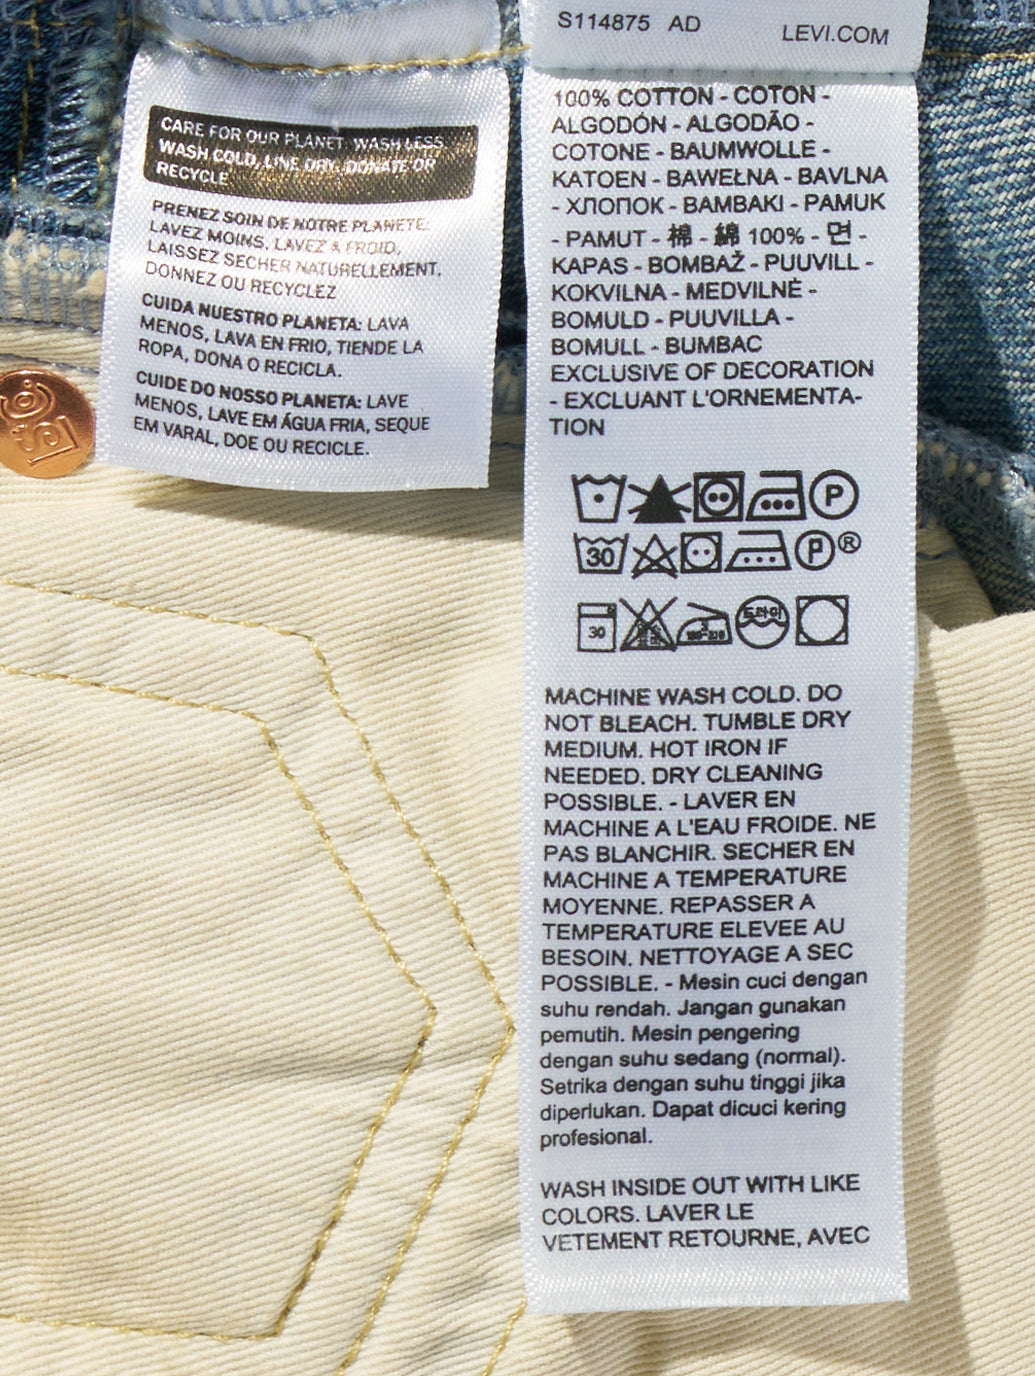 S114875 AD
LEVI.COM
CARE FOR OUR PLANET: WASH LESS,
WASH COLD, LINE DRY, DONATE OR
RECYCLE
PRENEZ SOIN DE NOTRE PLANÈTE:
LAVEZ MOINS, LAVEZ À FROID,
LAISSEZ SÉCHER NATURELLEMENT,
DONNEZ OU RECYCLEZ
CUIDA NUESTRO PLANETA: LAVA
MENOS, LAVA EN FRIO, TIENDE LA
ROPA, DONA O RECICLA.
CUIDE DO NOSSO PLANETA: LAVE
MENOS, LAVE EM ÁGUA FRIA, SEQUE
EM VARAL, DOE OU RECICLE.
100% COTTON - COTON -
ALGODÓN - ALGODÃO -
COTONE - BAUMWOLLE -
KATOEN - BAWEŁNA - BAVLNA
- ХЛОПОК - BAMBAKI - PAMUK
- PAMUT - 棉 - 綿 100% - 면 -
KAPAS - BOMBAŽ - PUUVILL -
KOKVILNA - MEDVILNĖ -
BOMULD - PUUVILLA -
BOMULL - BUMBAC
EXCLUSIVE OF DECORATION
- EXCLUANT L'ORNEMENTA-
TION
P
30 P ®
30 드라이
MACHINE WASH COLD. DO
NOT BLEACH. TUMBLE DRY
MEDIUM. HOT IRON IF
NEEDED. DRY CLEANING
POSSIBLE. - LAVER EN
MACHINE A L'EAU FROIDE. NE
PAS BLANCHIR. SECHER EN
MACHINE A TEMPERATURE
MOYENNE. REPASSER A
TEMPERATURE ELEVEE AU
BESOIN. NETTOYAGE A SEC
POSSIBLE. - Mesin cuci dengan
suhu rendah. Jangan gunakan
pemutih. Mesin pengering
dengan suhu sedang (normal).
Setrika dengan suhu tinggi jika
diperlukan. Dapat dicuci kering
profesional.
WASH INSIDE OUT WITH LIKE
COLORS. LAVER LE
VETEMENT RETOURNE, AVEC